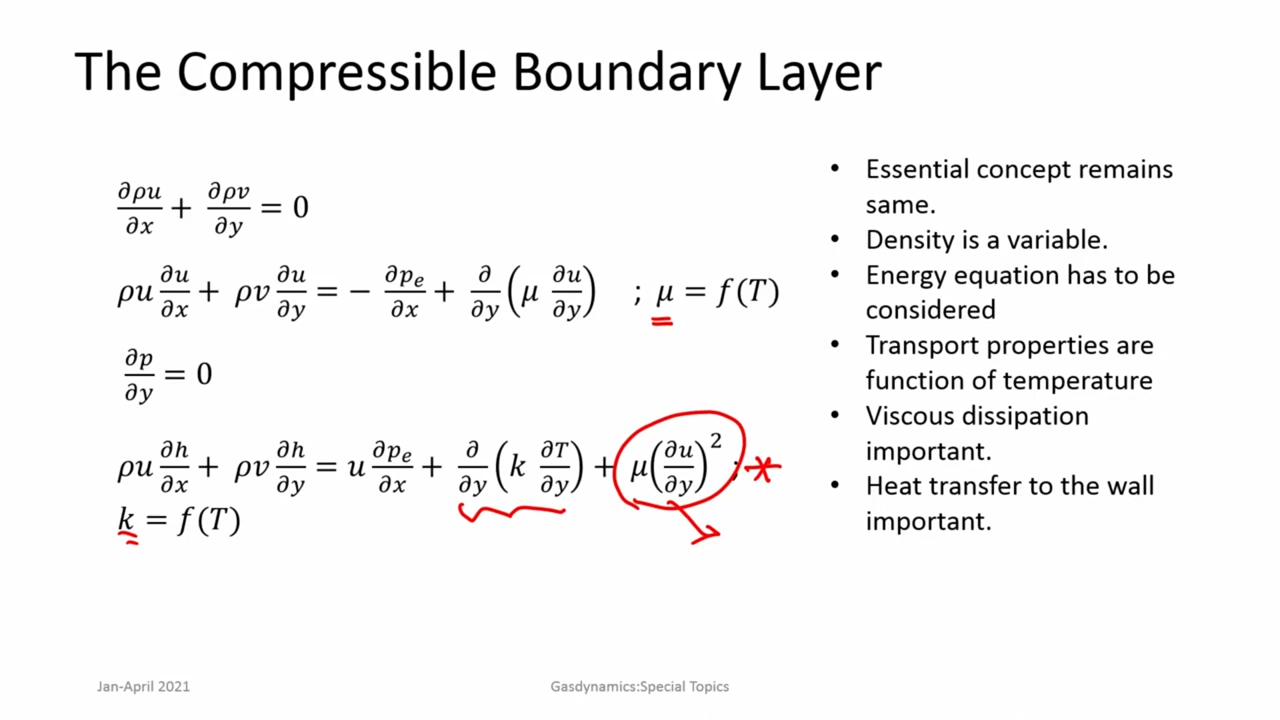 The Compressible Boundary Layer
∂ρu/∂x + ∂ρv/∂y = 0
ρu ∂u/∂x + ρv ∂u/∂y = − ∂pₑ/∂x + ∂/∂y (μ ∂u/∂y) ; μ = f(T)
∂p/∂y = 0
ρu ∂h/∂x + ρv ∂h/∂y = u ∂pₑ/∂x + ∂/∂y (k ∂T/∂y) + μ(∂u/∂y)² ; *
k = f(T)
• Essential concept remains
same.
• Density is a variable.
• Energy equation has to be
considered
• Transport properties are
function of temperature
• Viscous dissipation
important.
• Heat transfer to the wall
important.
Jan-April 2021
Gasdynamics:Special Topics